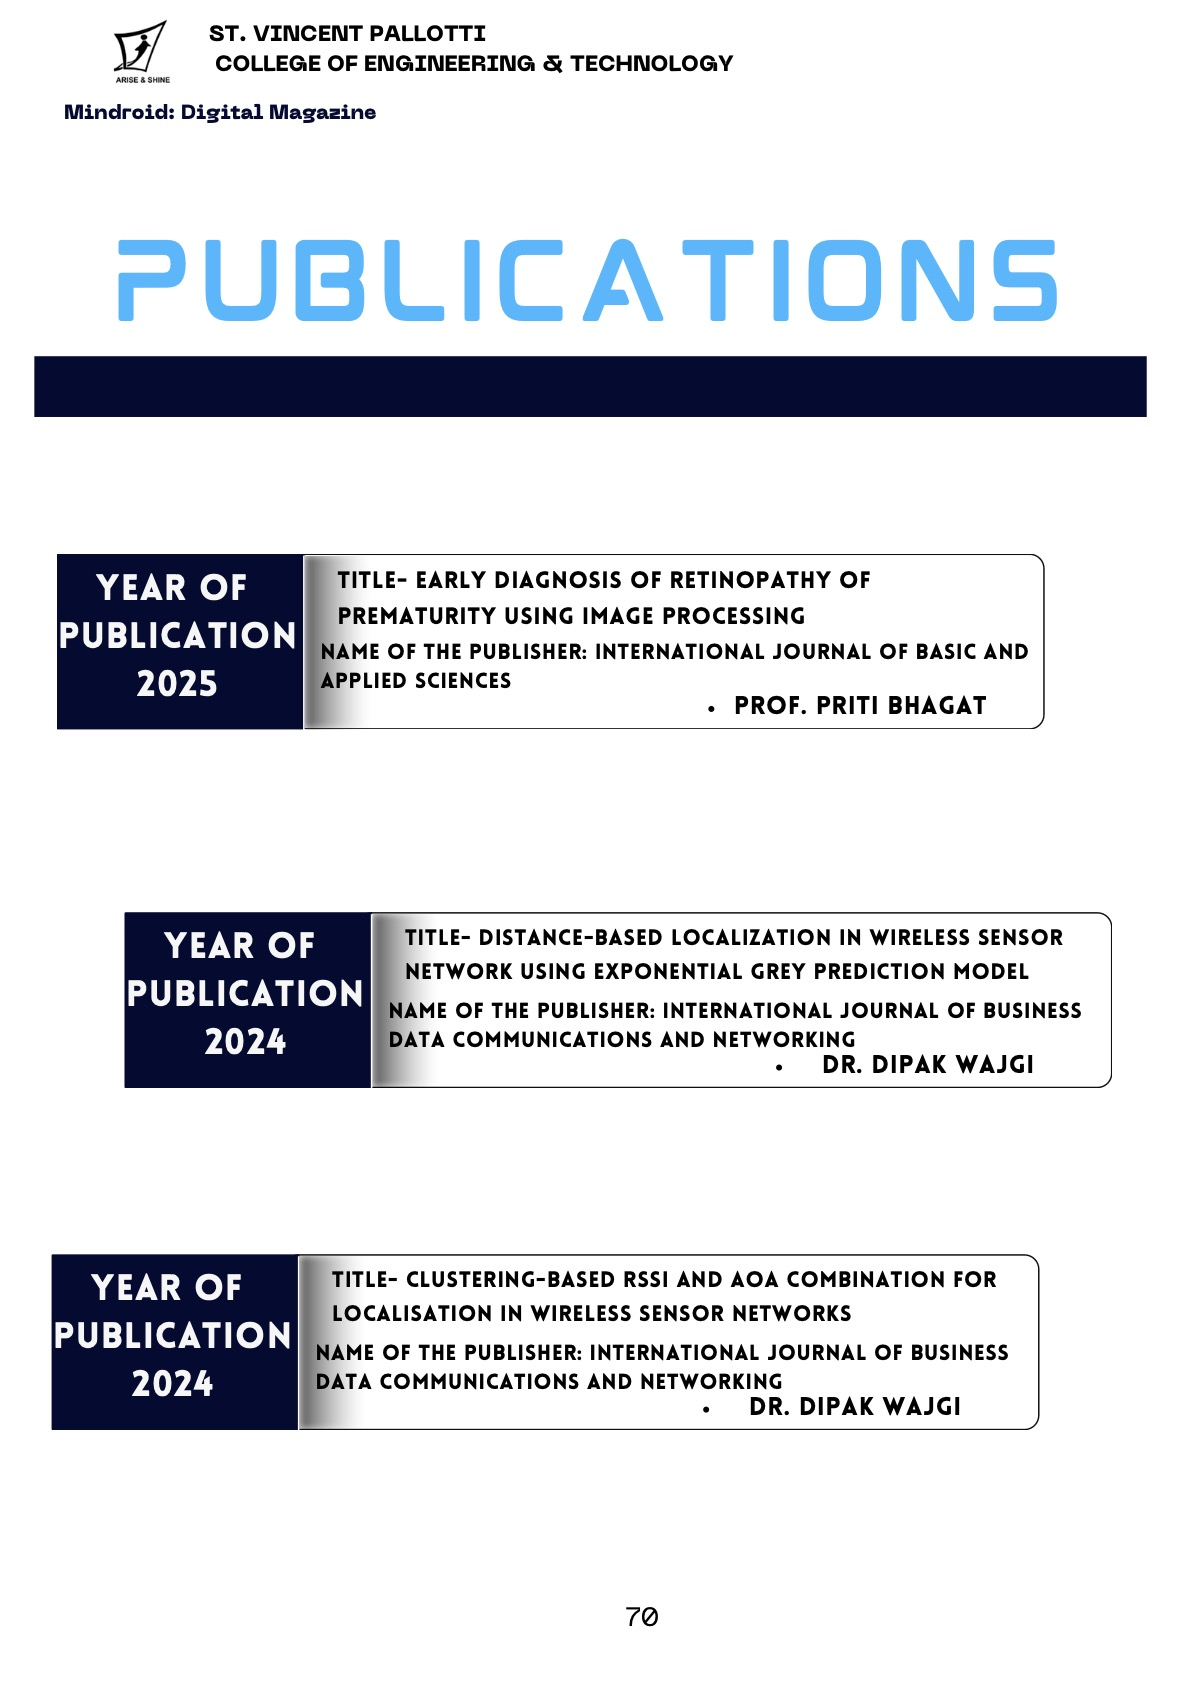 ARISE & SHINE
ST. VINCENT PALLOTTI
COLLEGE OF ENGINEERING & TECHNOLOGY
Mindroid: Digital Magazine
PUBLICATIONS
YEAR OF
PUBLICATION
2025
TITLE- EARLY DIAGNOSIS OF RETINOPATHY OF
PREMATURITY USING IMAGE PROCESSING
NAME OF THE PUBLISHER: INTERNATIONAL JOURNAL OF BASIC AND
APPLIED SCIENCES
• PROF. PRITI BHAGAT
YEAR OF
PUBLICATION
2024
TITLE- DISTANCE-BASED LOCALIZATION IN WIRELESS SENSOR
NETWORK USING EXPONENTIAL GREY PREDICTION MODEL
NAME OF THE PUBLISHER: INTERNATIONAL JOURNAL OF BUSINESS
DATA COMMUNICATIONS AND NETWORKING
• DR. DIPAK WAJGI
YEAR OF
PUBLICATION
2024
TITLE- CLUSTERING-BASED RSSI AND AOA COMBINATION FOR
LOCALISATION IN WIRELESS SENSOR NETWORKS
NAME OF THE PUBLISHER: INTERNATIONAL JOURNAL OF BUSINESS
DATA COMMUNICATIONS AND NETWORKING
• DR. DIPAK WAJGI
70